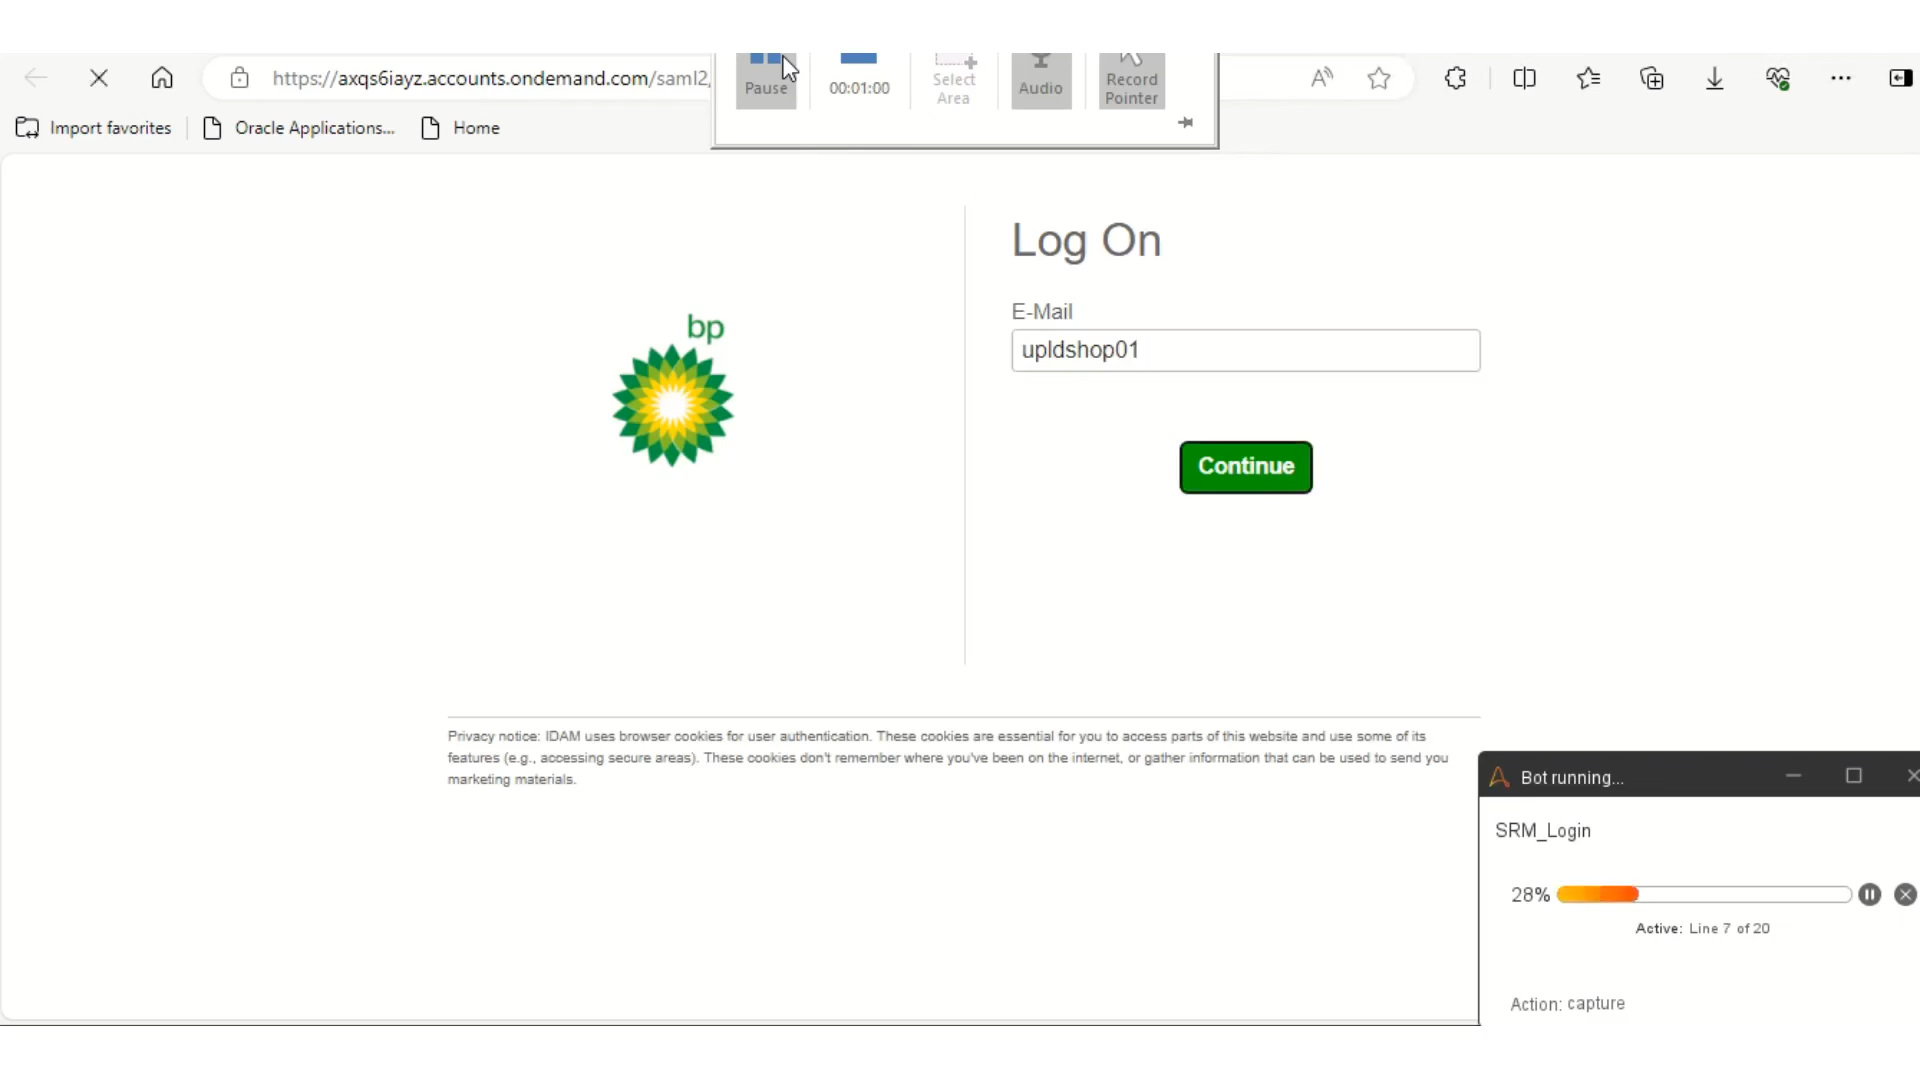 https://axqs6iayz.accounts.ondemand.com/saml2/
Pause
00:01:00
Select
Area
Audio
Record
Pointer
Import favorites
Oracle Applications...
Home
bp
Log On
E-Mail
upldshop01
Continue
Privacy notice: IDAM uses browser cookies for user authentication. These cookies are essential for you to access parts of this website and use some of its
features (e.g., accessing secure areas). These cookies don't remember where you've been on the internet, or gather information that can be used to send you
marketing materials.
Bot running...
SRM_Login
28%
Active: Line 7 of 20
Action: capture